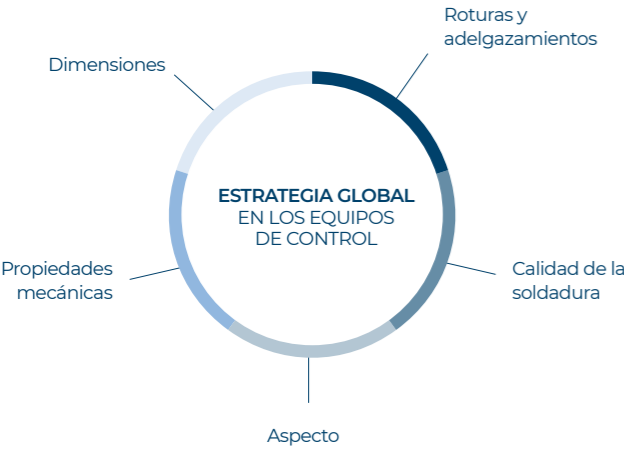 Roturas y
adelgazamientos
Dimensiones
ESTRATEGIA GLOBAL
EN LOS EQUIPOS
DE CONTROL
Propiedades
mecánicas
Calidad de la
soldadura
Aspecto